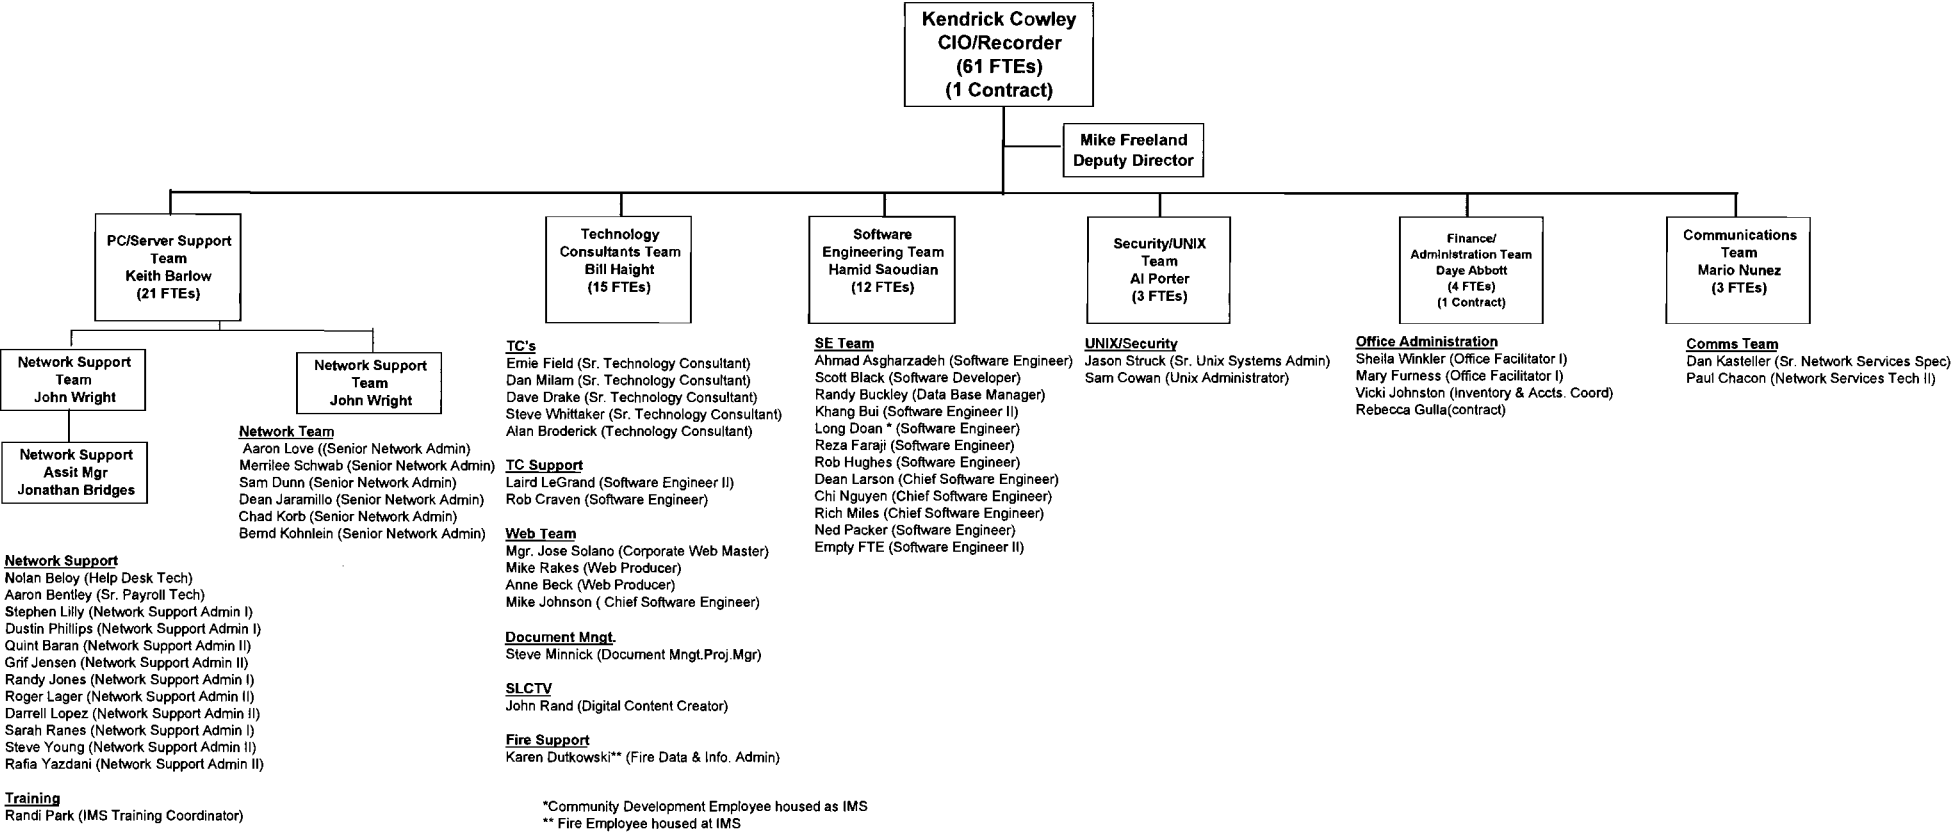 Kendrick Cowley
CIO/Recorder
(61 FTEs)
(1 Contract)
Mike Freeland
Deputy Director
PC/Server Support
Team
Keith Barlow
(21 FTEs)
Network Support
Team
John Wright
Network Support
Assit Mgr
Jonathan Bridges
Network Support
Nolan Beloy (Help Desk Tech)
Aaron Bentley (Sr. Payroll Tech)
Stephen Lilly (Network Support Admin I)
Dustin Phillips (Network Support Admin I)
Quint Baran (Network Support Admin II)
Grif Jensen (Network Support Admin II)
Randy Jones (Network Support Admin I)
Roger Lager (Network Support Admin II)
Darrell Lopez (Network Support Admin II)
Sarah Ranes (Network Support Admin I)
Steve Young (Network Support Admin II)
Rafia Yazdani (Network Support Admin II)
Training
Randi Park (IMS Training Coordinator)
Network Support
Team
John Wright
Network Team
Aaron Love ((Senior Network Admin)
Merrilee Schwab (Senior Network Admin)
Sam Dunn (Senior Network Admin)
Dean Jaramillo (Senior Network Admin)
Chad Korb (Senior Network Admin)
Bernd Kohnlein (Senior Network Admin)
Technology
Consultants Team
Bill Haight
(15 FTEs)
TC's
Ernie Field (Sr. Technology Consultant)
Dan Milam (Sr. Technology Consultant)
Dave Drake (Sr. Technology Consultant)
Steve Whittaker (Sr. Technology Consultant)
Alan Broderick (Technology Consultant)
TC Support
Laird LeGrand (Software Engineer II)
Rob Craven (Software Engineer)
Web Team
Mgr. Jose Solano (Corporate Web Master)
Mike Rakes (Web Producer)
Anne Beck (Web Producer)
Mike Johnson ( Chief Software Engineer)
Document Mngt.
Steve Minnick (Document Mngt.Proj.Mgr)
SLCTV
John Rand (Digital Content Creator)
Fire Support
Karen Dutkowski** (Fire Data & Info. Admin)
Software
Engineering Team
Hamid Saoudian
(12 FTEs)
SE Team
Ahmad Asgharzadeh (Software Engineer)
Scott Black (Software Developer)
Randy Buckley (Data Base Manager)
Khang Bui (Software Engineer II)
Long Doan * (Software Engineer)
Reza Faraji (Software Engineer)
Rob Hughes (Software Engineer)
Dean Larson (Chief Software Engineer)
Chi Nguyen (Chief Software Engineer)
Rich Miles (Chief Software Engineer)
Ned Packer (Software Engineer)
Empty FTE (Software Engineer II)
Security/UNIX
Team
Al Porter
(3 FTEs)
UNIX/Security
Jason Struck (Sr. Unix Systems Admin)
Sam Cowan (Unix Administrator)
Finance/
Administration Team
Daye Abbott
(4 FTEs)
(1 Contract)
Office Administration
Sheila Winkler (Office Facilitator I)
Mary Furness (Office Facilitator I)
Vicki Johnston (Inventory & Accts. Coord)
Rebecca Gulla(contract)
Communications
Team
Mario Nunez
(3 FTEs)
Comms Team
Dan Kasteller (Sr. Network Services Spec)
Paul Chacon (Network Services Tech II)
*Community Development Employee housed as IMS
** Fire Employee housed at IMS